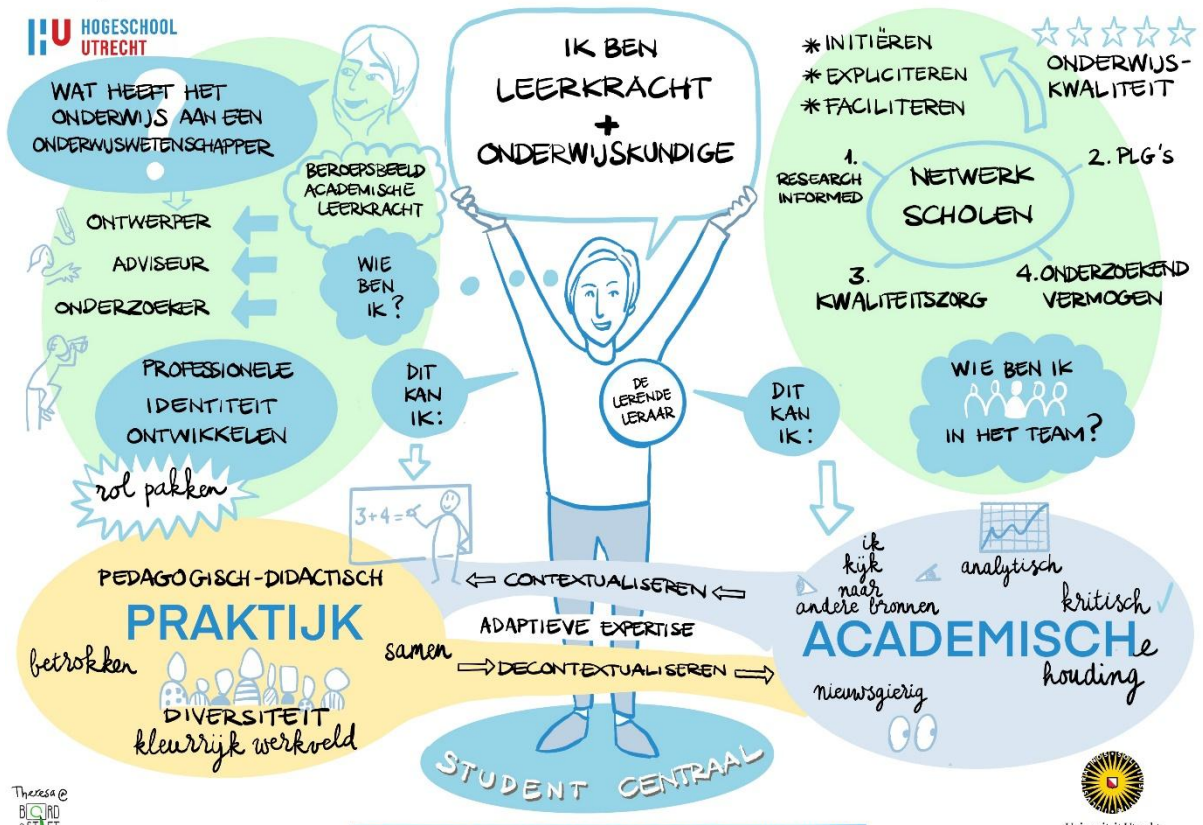 HU HOGESCHOOL
UTRECHT
WAT HEEFT HET
ONDERWIJS AAN EEN
ONDERWIJSWETENSCHAPPER
?
BEROEPSBEELD
ACADEMISCHE
LEERKRACHT
ONTWERPER
ADVISEUR
ONDERZOEKER
WIE
BEN
IK?
PROFESSIONELE
IDENTITEIT
ONTWIKKELEN
rol pakken
IK BEN
LEERKRACHT
+
ONDERWIJSKUNDIGE
DE
LERENDE
LERAAR
DIT
KAN
IK:
DIT
KAN
IK:
* INITIËREN
* EXPLICITEREN
* FACILITEREN
ONDERWIJS-
KWALITEIT
1.
RESEARCH
INFORMED
NETWERK
SCHOLEN
2. PLG's
3.
KWALITEITSZORG
4. ONDERZOEKEND
VERMOGEN
WIE BEN IK
IN HET TEAM?
3+4=
PEDAGOGISCH-DIDACTISCH
PRAKTIJK
betrokken
samen
DIVERSITEIT
kleurrijk werkveld
CONTEXTUALISEREN
ADAPTIEVE EXPERTISE
DECONTEXTUALISEREN
ik
kijk
naar
andere bronnen
analytisch
kritisch
ACADEMISCHe
houding
nieuwsgierig
STUDENT CENTRAAL
Theresa@